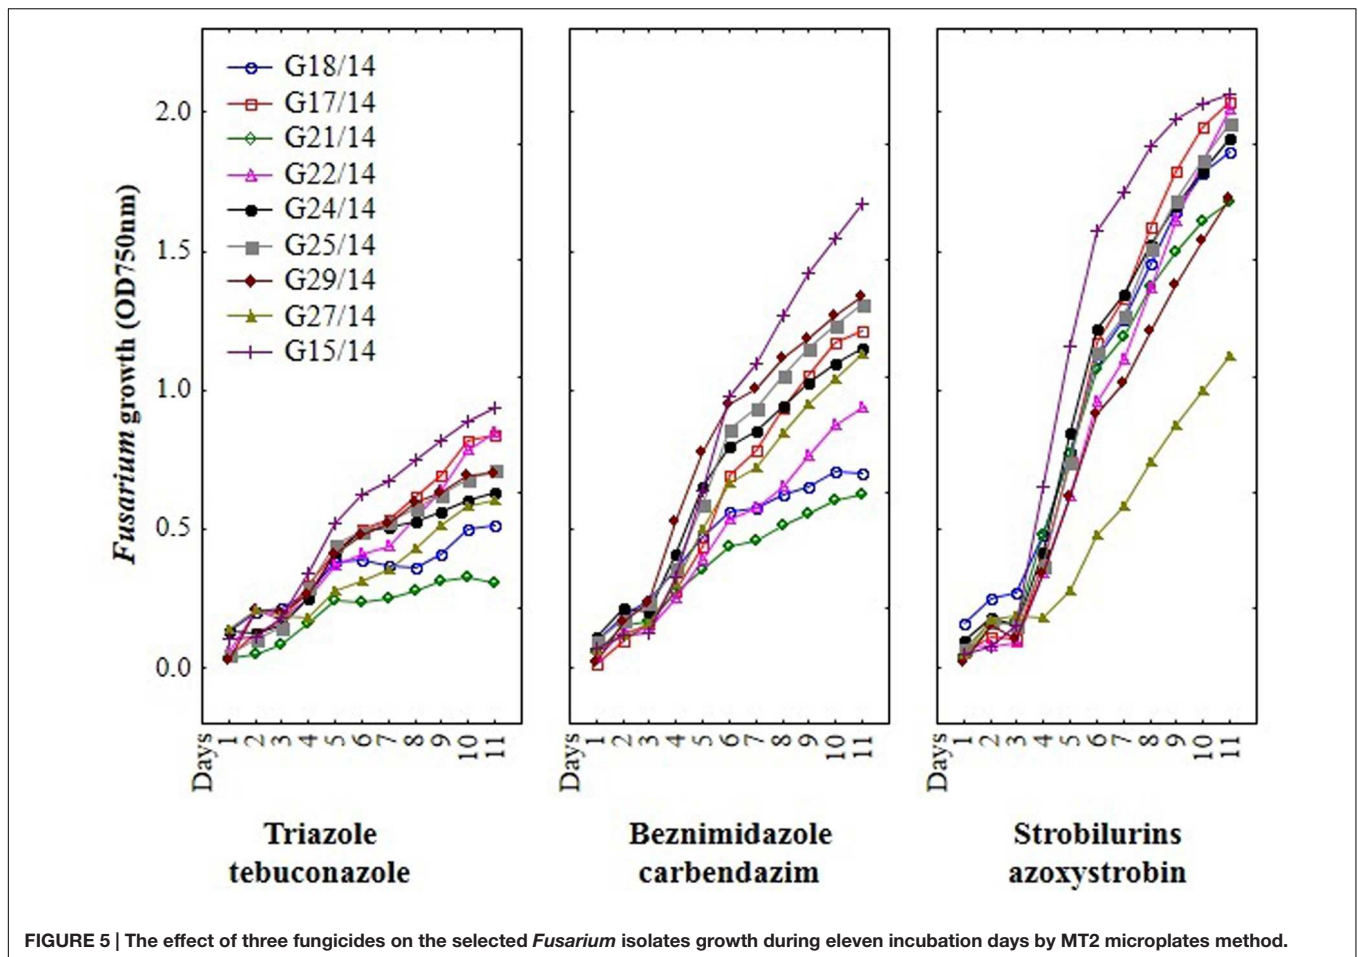 G18/14
G17/14
G21/14
G22/14
G24/14
G25/14
G29/14
G27/14
G15/14
2.0
1.5
1.0
0.5
0.0
Fusarium growth (OD750nm)
Days 1 2 3 4 5 6 7 8 9 10 11
Days 1 2 3 4 5 6 7 8 9 10 11
Days 1 2 3 4 5 6 7 8 9 10 11
Triazole
tebuconazole
Beznimidazole
carbendazim
Strobilurins
azoxystrobin
FIGURE 5 | The effect of three fungicides on the selected Fusarium isolates growth during eleven incubation days by MT2 microplates method.